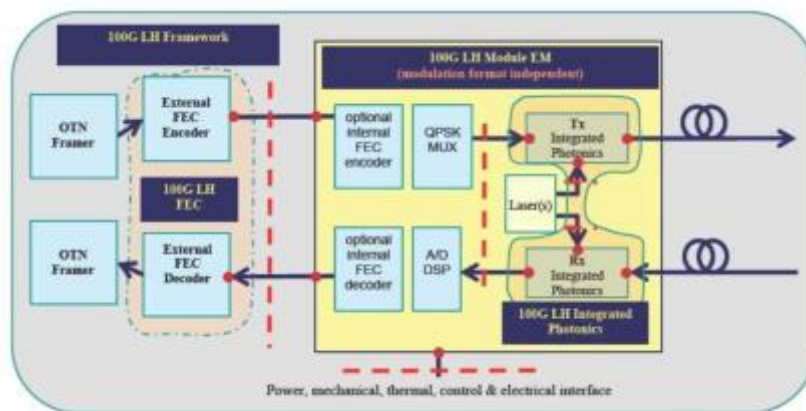 100G LH Framework
100G LH Module EM
(modulation format independent)
OTN
Framer
External
FEC
Encoder
optional
internal
FEC
encoder
QPSK
MUX
Tx
Integrated
Photonics
100G LH
FEC
Laser(s)
OTN
Framer
External
FEC
Decoder
optional
internal
FEC
decoder
A/D
DSP
Rx
Integrated
Photonics
100G LH Integrated
Photonics
Power, mechanical, thermal, control & electrical interface